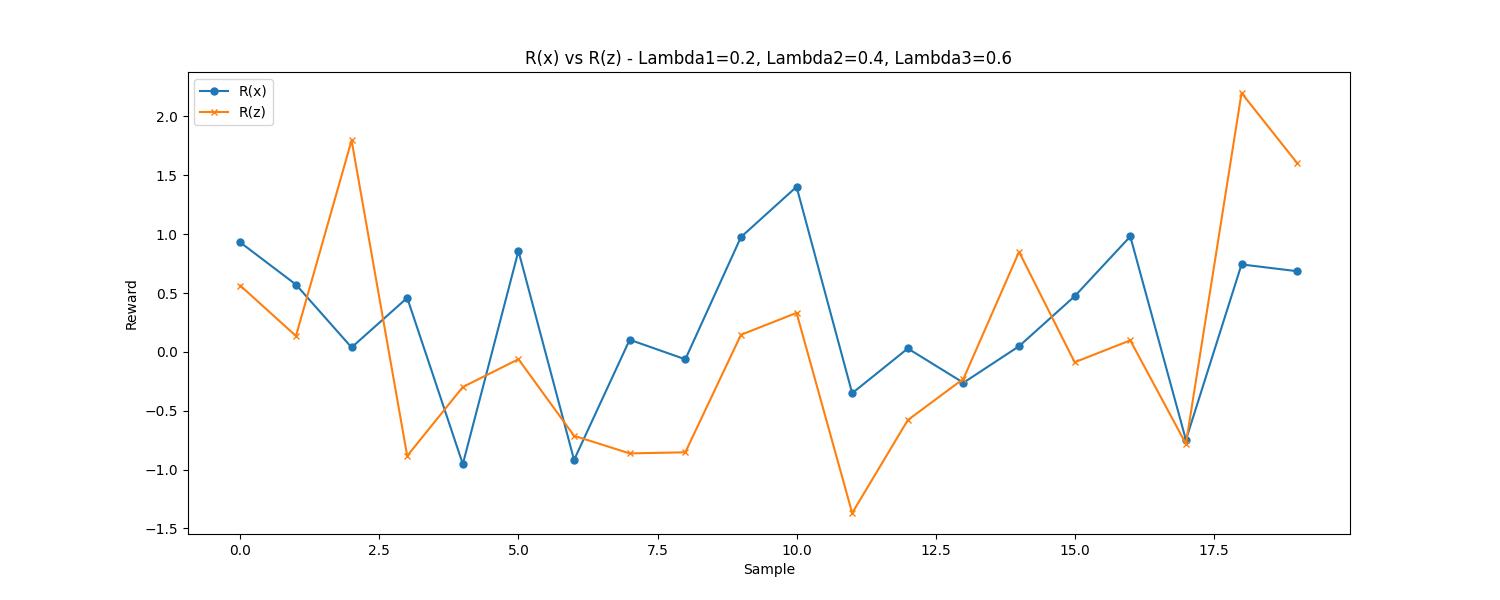 R(x) vs R(z) - Lambda1=0.2, Lambda2=0.4, Lambda3=0.6
R(x)
R(z)
2.0
1.5
1.0
0.5
0.0
−0.5
−1.0
−1.5
Reward
0.0 2.5 5.0 7.5 10.0 12.5 15.0 17.5
Sample